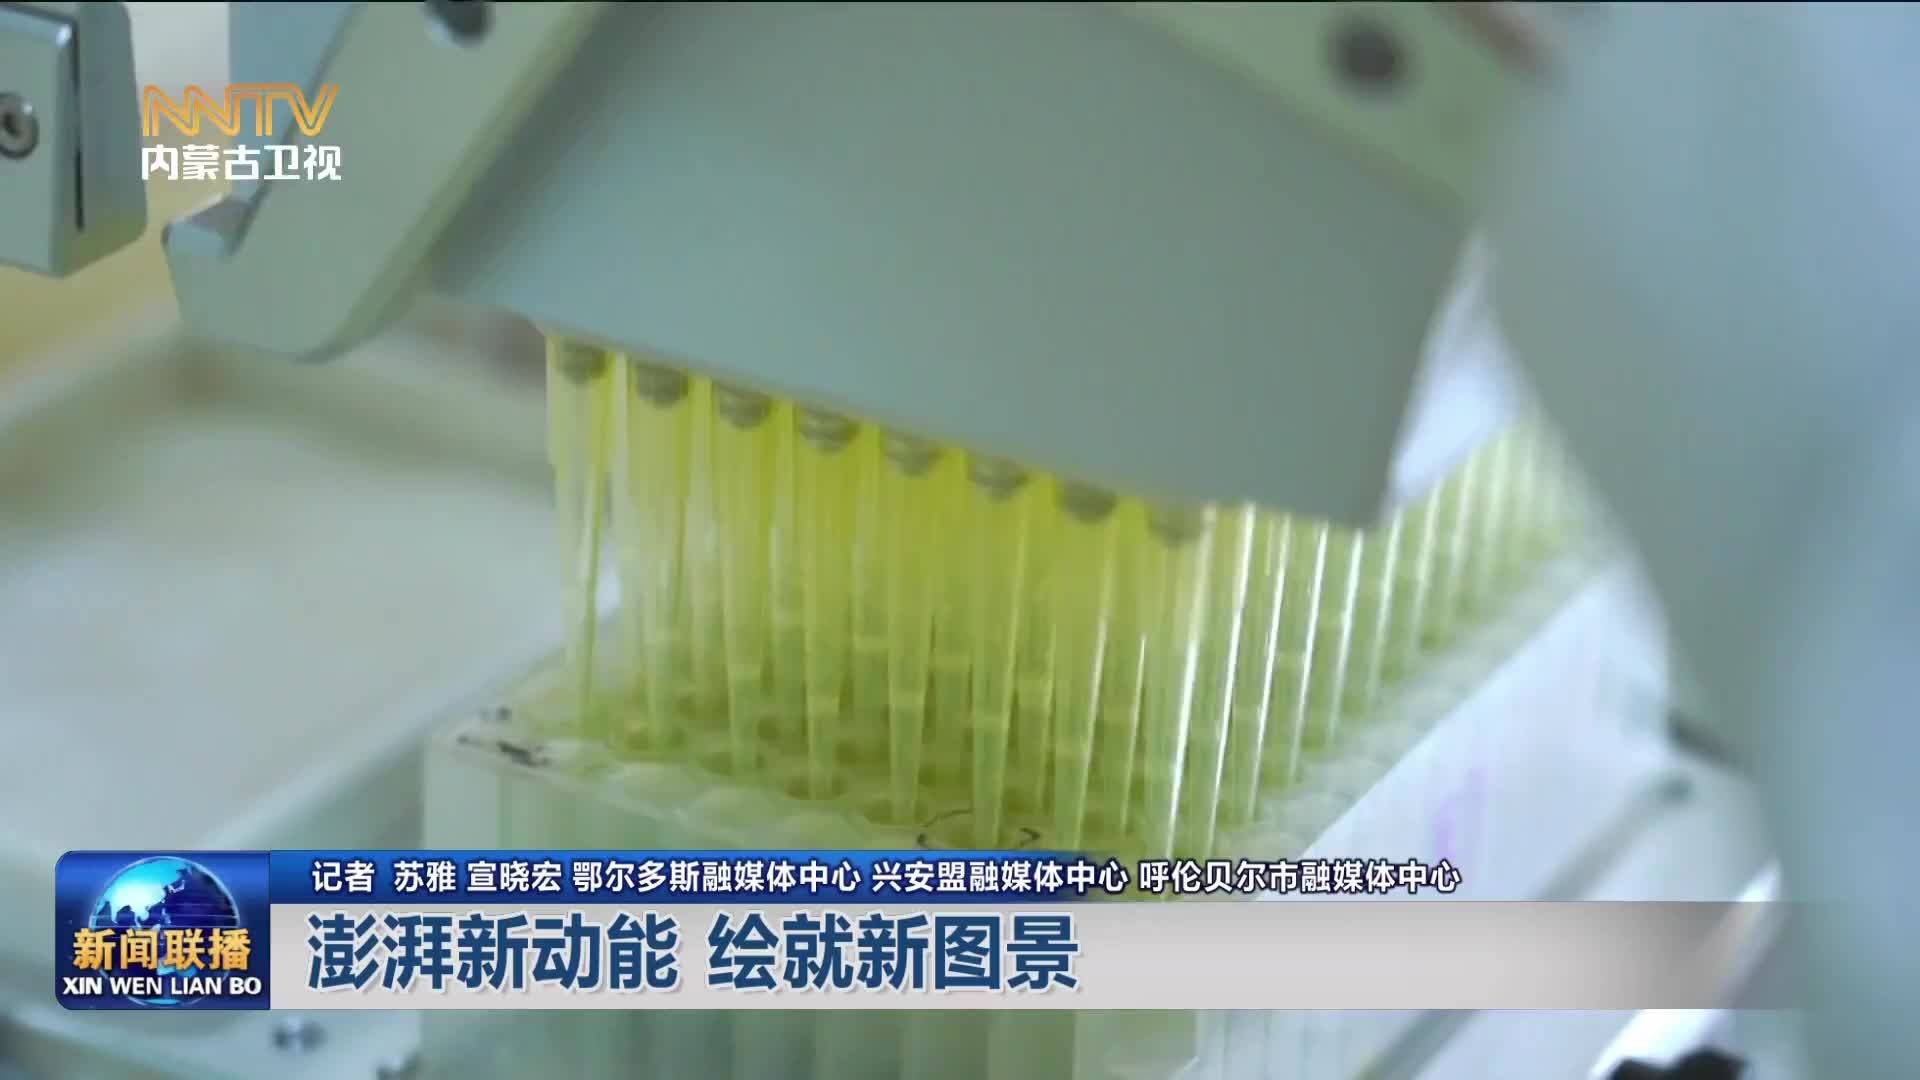 NNTV
内蒙古卫视
记者 苏雅 宣晓宏 鄂尔多斯融媒体中心 兴安盟融媒体中心 呼伦贝尔市融媒体中心
新闻联播
XIN WEN LIAN BO
澎湃新动能 绘就新图景